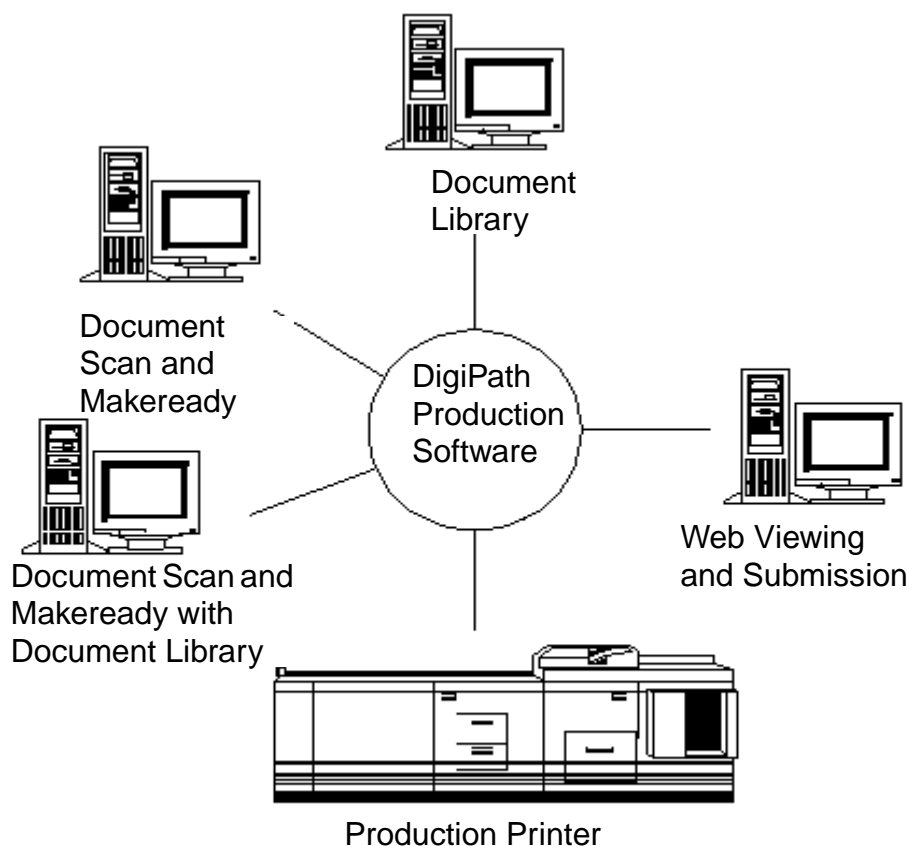 Document
Library
Document
Scan and
Makeready
DigiPath
Production
Software
Web Viewing
and Submission
Document Scan and
Makeready with
Document Library
Production Printer